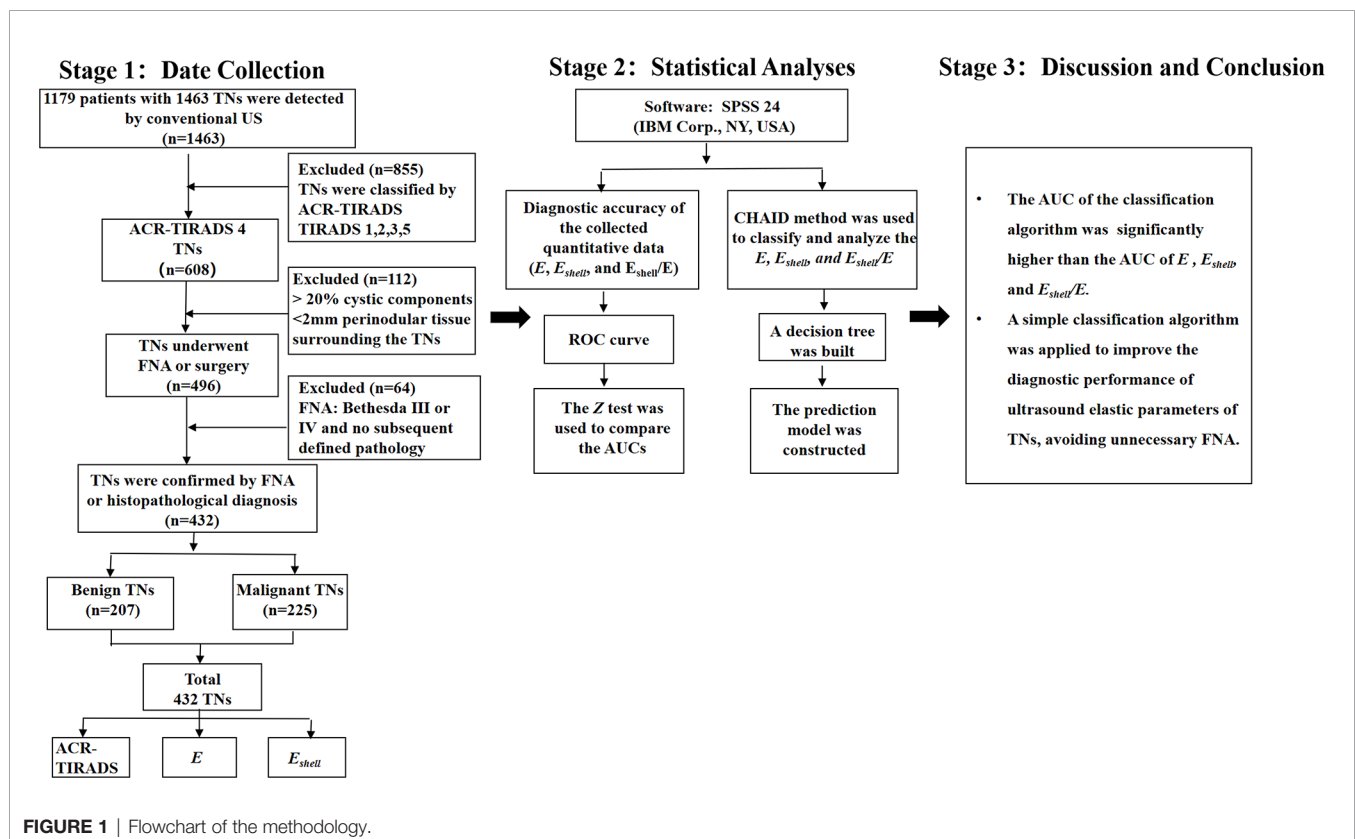 Stage 1: Date Collection
1179 patients with 1463 TNs were detected
by conventional US
(n=1463)
Excluded (n=855)
TNs were classified by
ACR-TIRADS
TIRADS 1,2,3,5
ACR-TIRADS 4
TNs
(n=608)
Excluded (n=112)
> 20% cystic components
<2mm perinodular tissue
surrounding the TNs
TNs underwent
FNA or surgery
(n=496)
Excluded (n=64)
FNA: Bethesda III or
IV and no subsequent
defined pathology
TNs were confirmed by FNA
or histopathological diagnosis
(n=432)
Benign TNs
(n=207)
Malignant TNs
(n=225)
Total
432 TNs
ACR-
TIRADS
E
Eshell
Stage 2: Statistical Analyses
Software: SPSS 24
(IBM Corp., NY, USA)
Diagnostic accuracy of
the collected
quantitative data
(E, Eshell, and Eshell/E)
ROC curve
The Z test was
used to compare
the AUCs
CHAID method was used
to classify and analyze the
E, Eshell, and Eshell/E
A decision tree
was built
The prediction
model was
constructed
Stage 3: Discussion and Conclusion
• The AUC of the classification
algorithm was significantly
higher than the AUC of E , Eshell,
and Eshell/E.
• A simple classification algorithm
was applied to improve the
diagnostic performance of
ultrasound elastic parameters of
TNs, avoiding unnecessary FNA.
FIGURE 1 | Flowchart of the methodology.